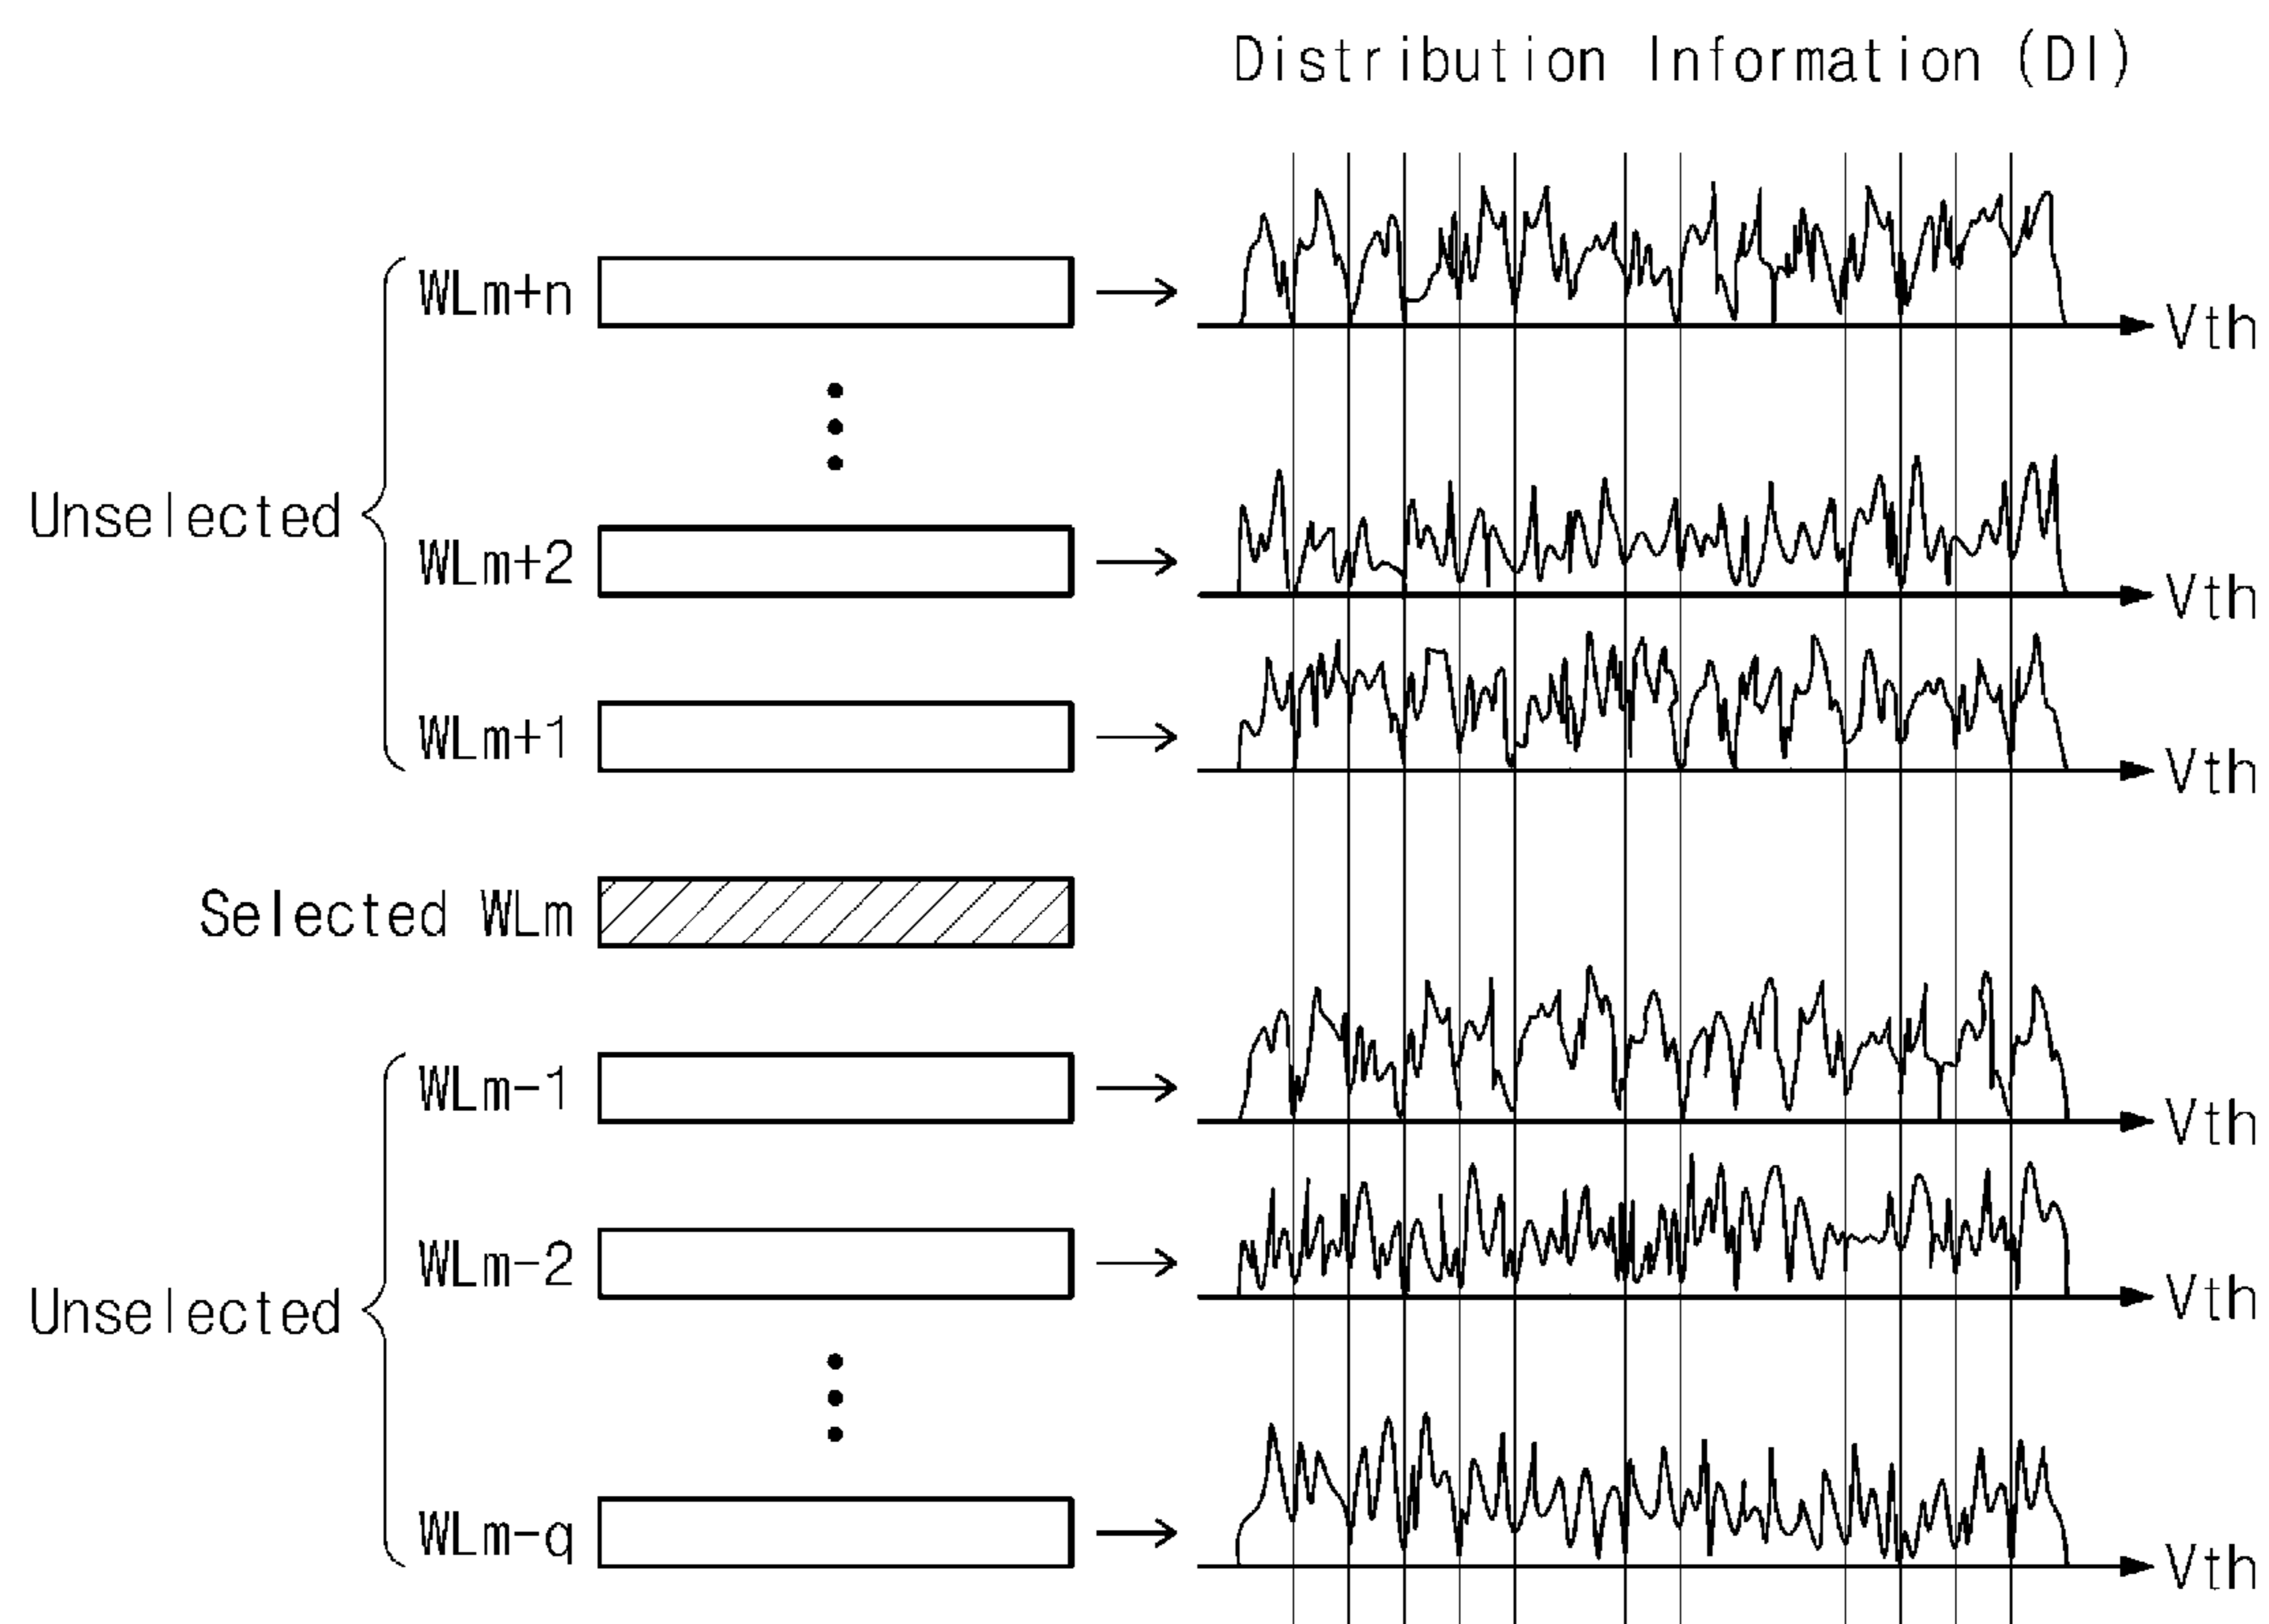 Distribution Information (DI)
WLm+n
Vth
Unselected
WLm+2
Vth
WLm+1
Vth
Selected WLm
WLm-1
Vth
Unselected
WLm-2
Vth
WLm-q
Vth